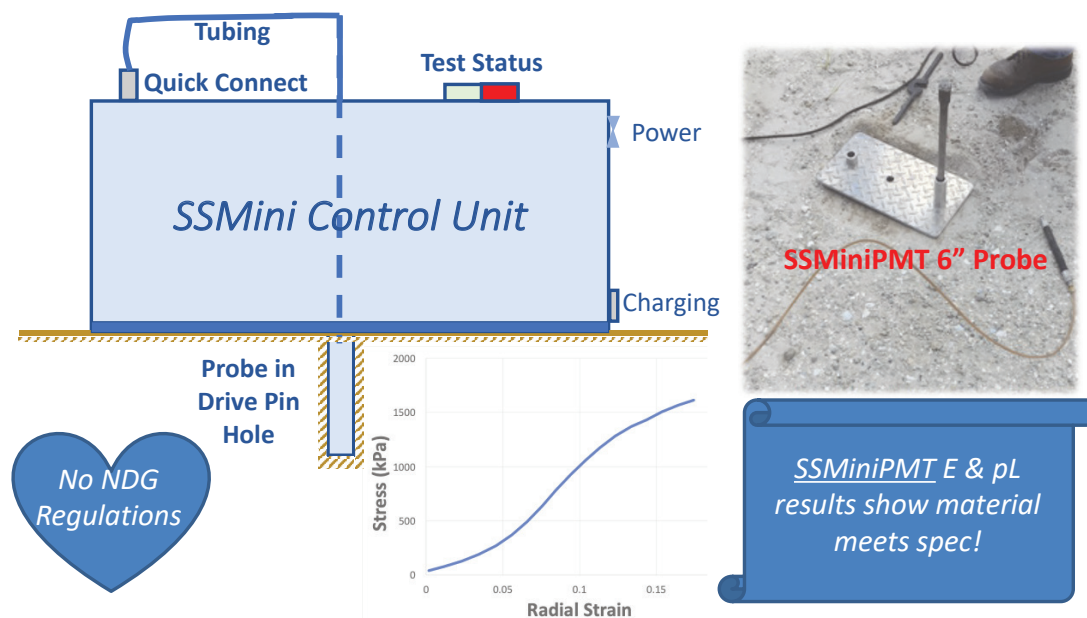 Tubing
Quick Connect
Test Status
Power
SSMini Control Unit
Charging
SSMiniPMT 6” Probe
Probe in
Drive Pin
Hole
No NDG
Regulations
2000
1500
1000
500
0
Stress (kPa)
0
0.05
0.1
0.15
Radial Strain
SSMiniPMT E & pL
results show material
meets spec!